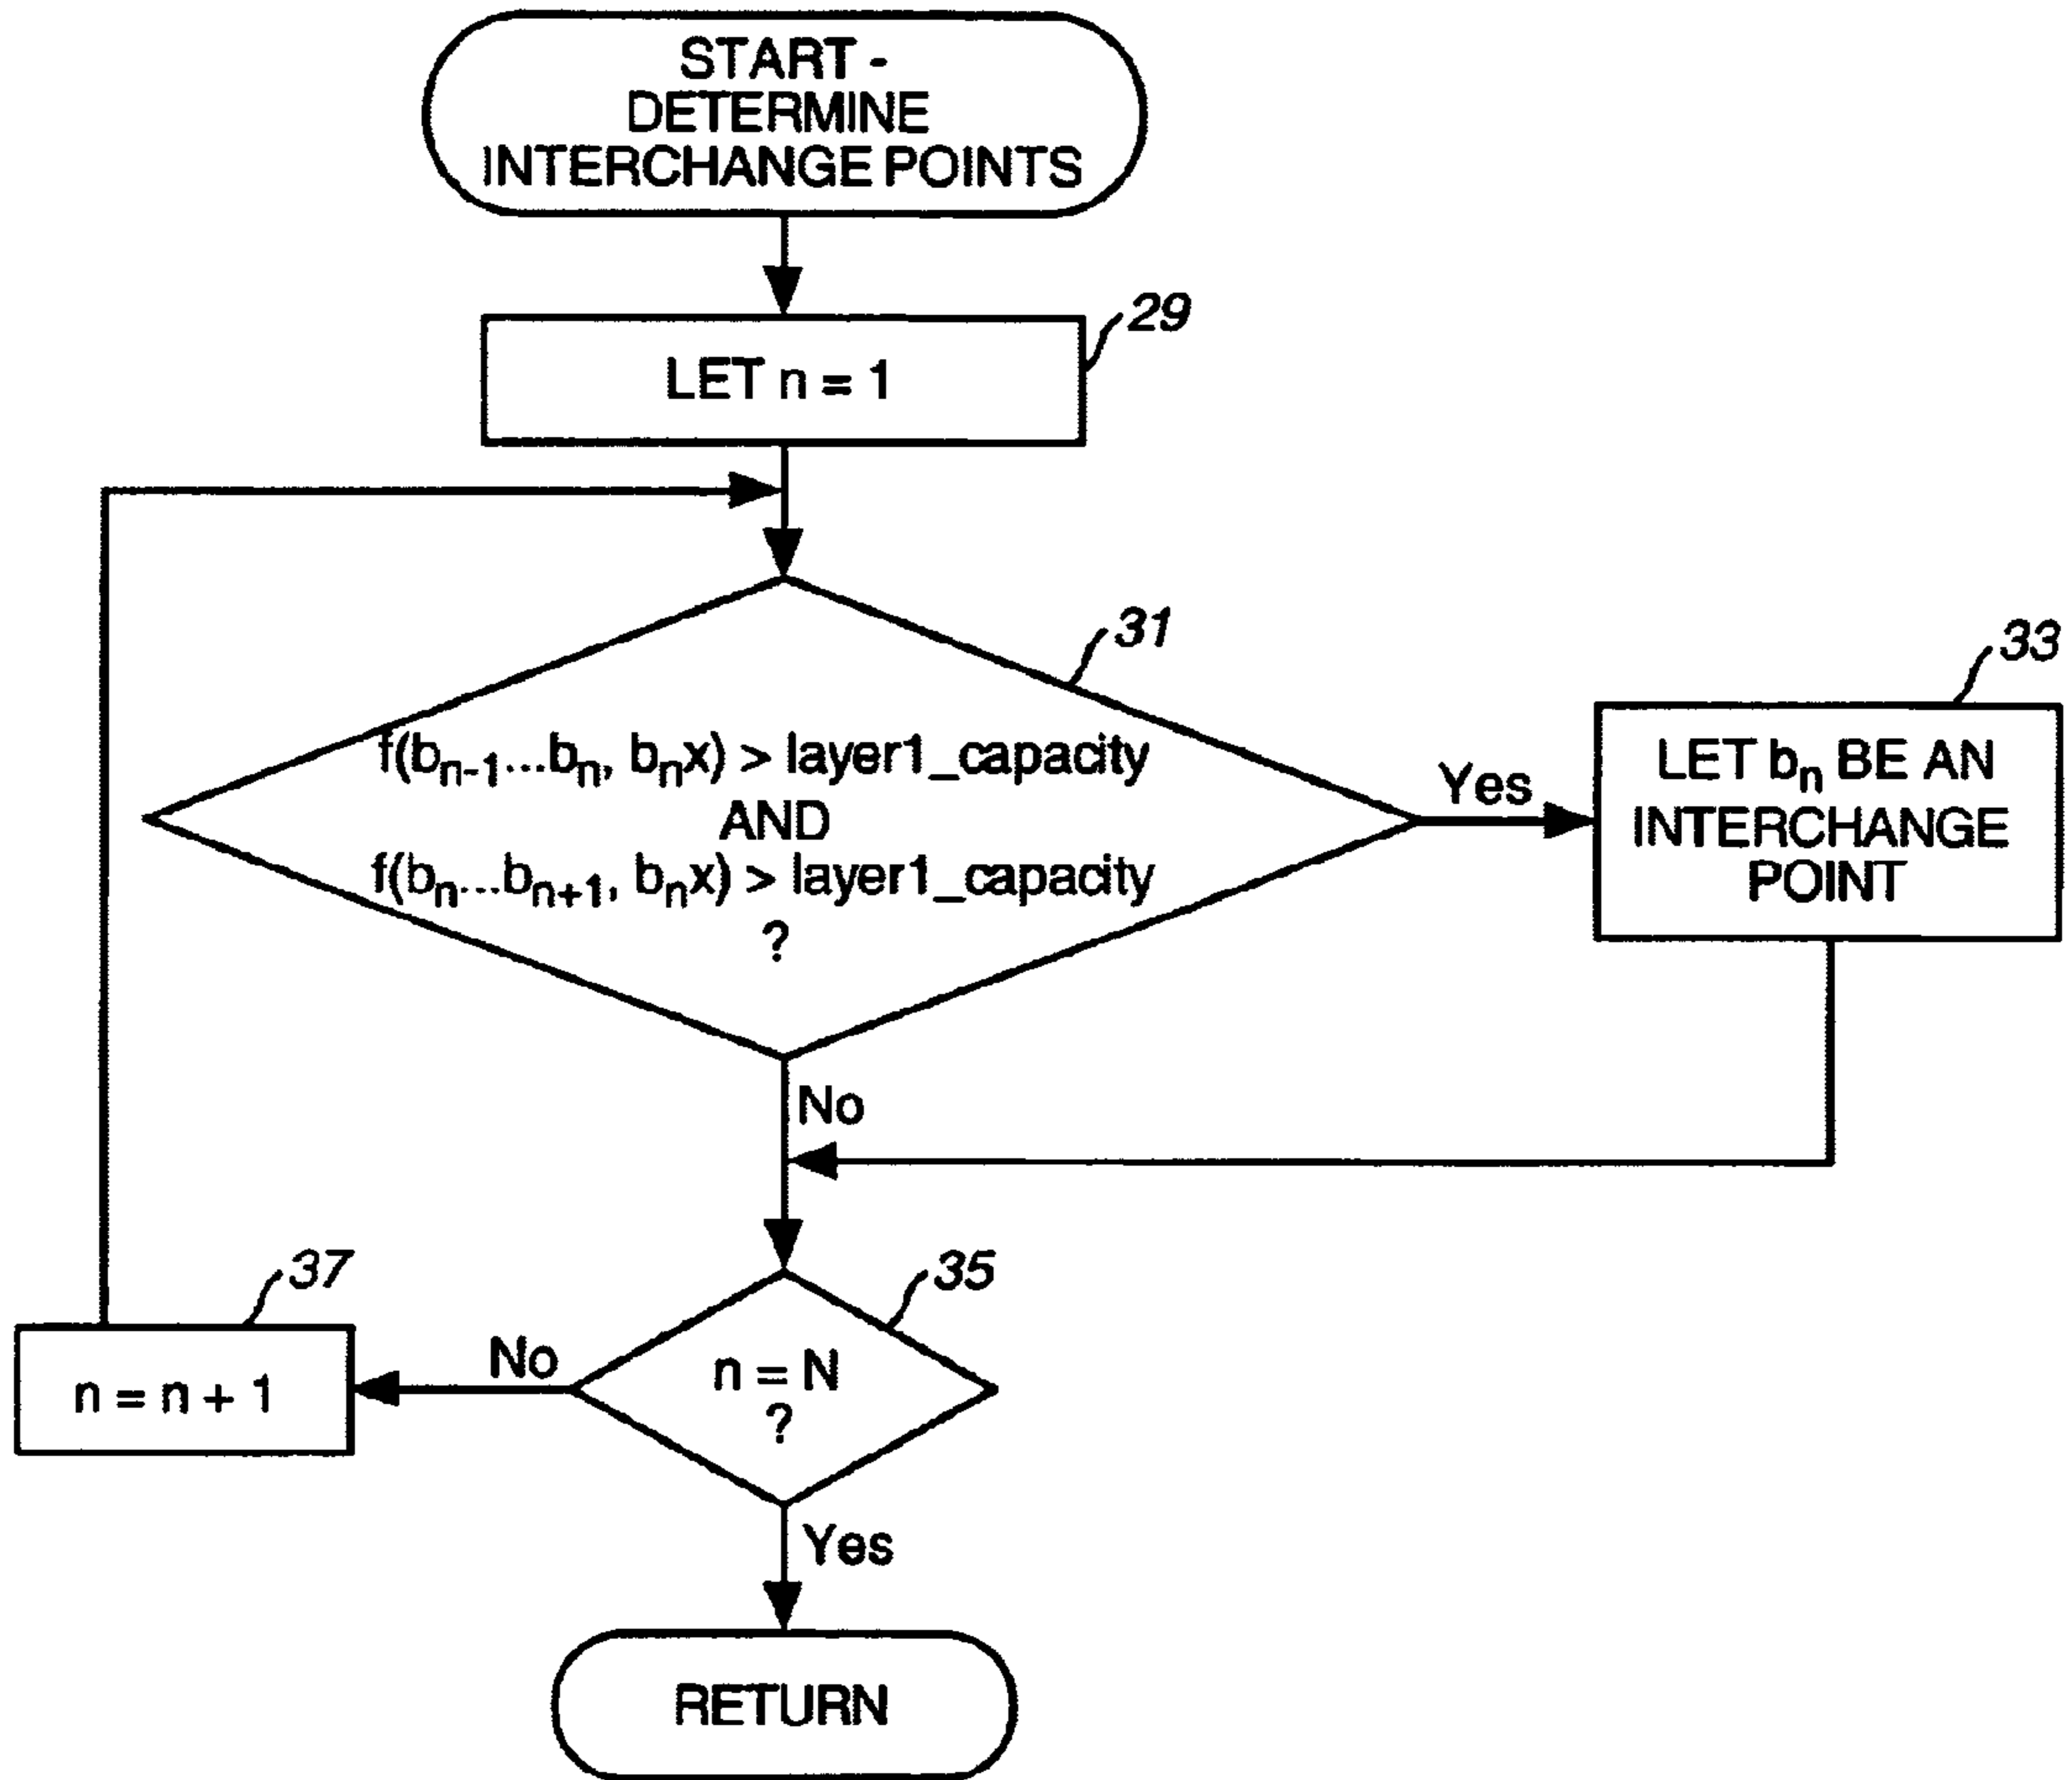 START -
DETERMINE
INTERCHANGE POINTS
29
LET n = 1
31
f(bn-1...bn, bnx) > layer1_capacity
AND
f(bn...bn+1, bnx) > layer1_capacity
?
Yes
33
LET bn BE AN
INTERCHANGE
POINT
No
35
n = N
?
No
37
n = n + 1
Yes
RETURN